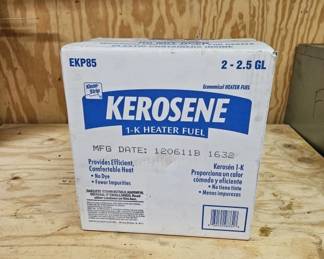 EKP85
2 - 2.5 GL
Klean Strip
Economical HEATER FUEL
KEROSENE
1-K HEATER FUEL
MFG DATE: 120611B 1632
Provides Efficient,
Comfortable Heat
• No Dye
• Fewer Impurities
Kerosén 1-K
Proporciona un calor
cómodo y eficiente
• No tiene tinte
• Menos impurezas